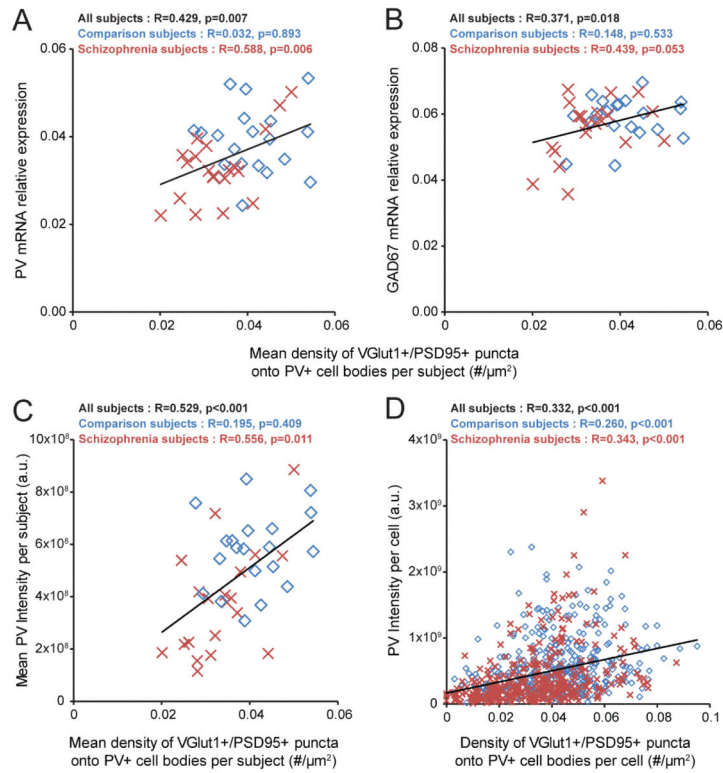 A
All subjects : R=0.429, p=0.007
Comparison subjects : R=0.032, p=0.893
Schizophrenia subjects : R=0.588, p=0.006
PV mRNA relative expression
0.06
0.04
0.02
0.00
0
0.02
0.04
0.06
B
All subjects : R=0.371, p=0.018
Comparison subjects : R=0.148, p=0.533
Schizophrenia subjects : R=0.439, p=0.053
GAD67 mRNA relative expression
0.08
0.06
0.04
0.02
0.00
0
0.02
0.04
0.06
Mean density of VGlut1+/PSD95+ puncta
onto PV+ cell bodies per subject (#/µm²)
C
All subjects : R=0.529, p<0.001
Comparison subjects : R=0.195, p=0.409
Schizophrenia subjects : R=0.556, p=0.011
Mean PV Intensity per subject (a.u.)
10x10⁸
8x10⁸
6x10⁸
4x10⁸
2x10⁸
0
0
0.02
0.04
0.06
Mean density of VGlut1+/PSD95+ puncta
onto PV+ cell bodies per subject (#/µm²)
D
All subjects : R=0.332, p<0.001
Comparison subjects : R=0.260, p<0.001
Schizophrenia subjects : R=0.343, p<0.001
PV Intensity per cell (a.u.)
4x10⁹
3x10⁹
2x10⁹
1x10⁹
0
0
0.02
0.04
0.06
0.08
0.1
Density of VGlut1+/PSD95+ puncta
onto PV+ cell bodies per cell (#/µm²)